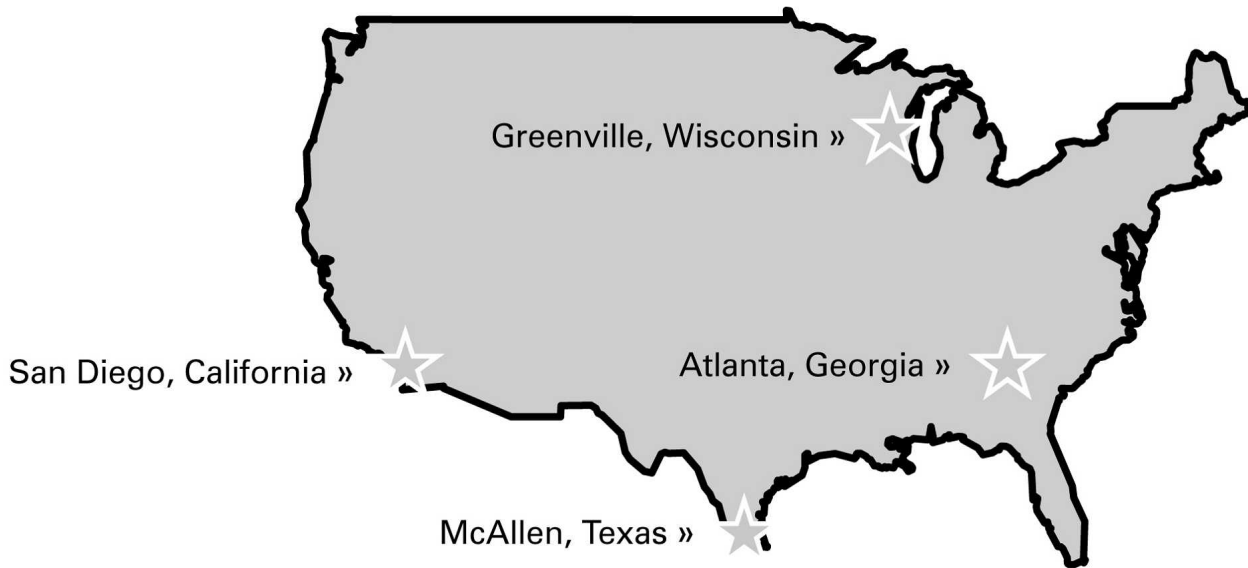 Greenville, Wisconsin »
San Diego, California »
Atlanta, Georgia »
McAllen, Texas »